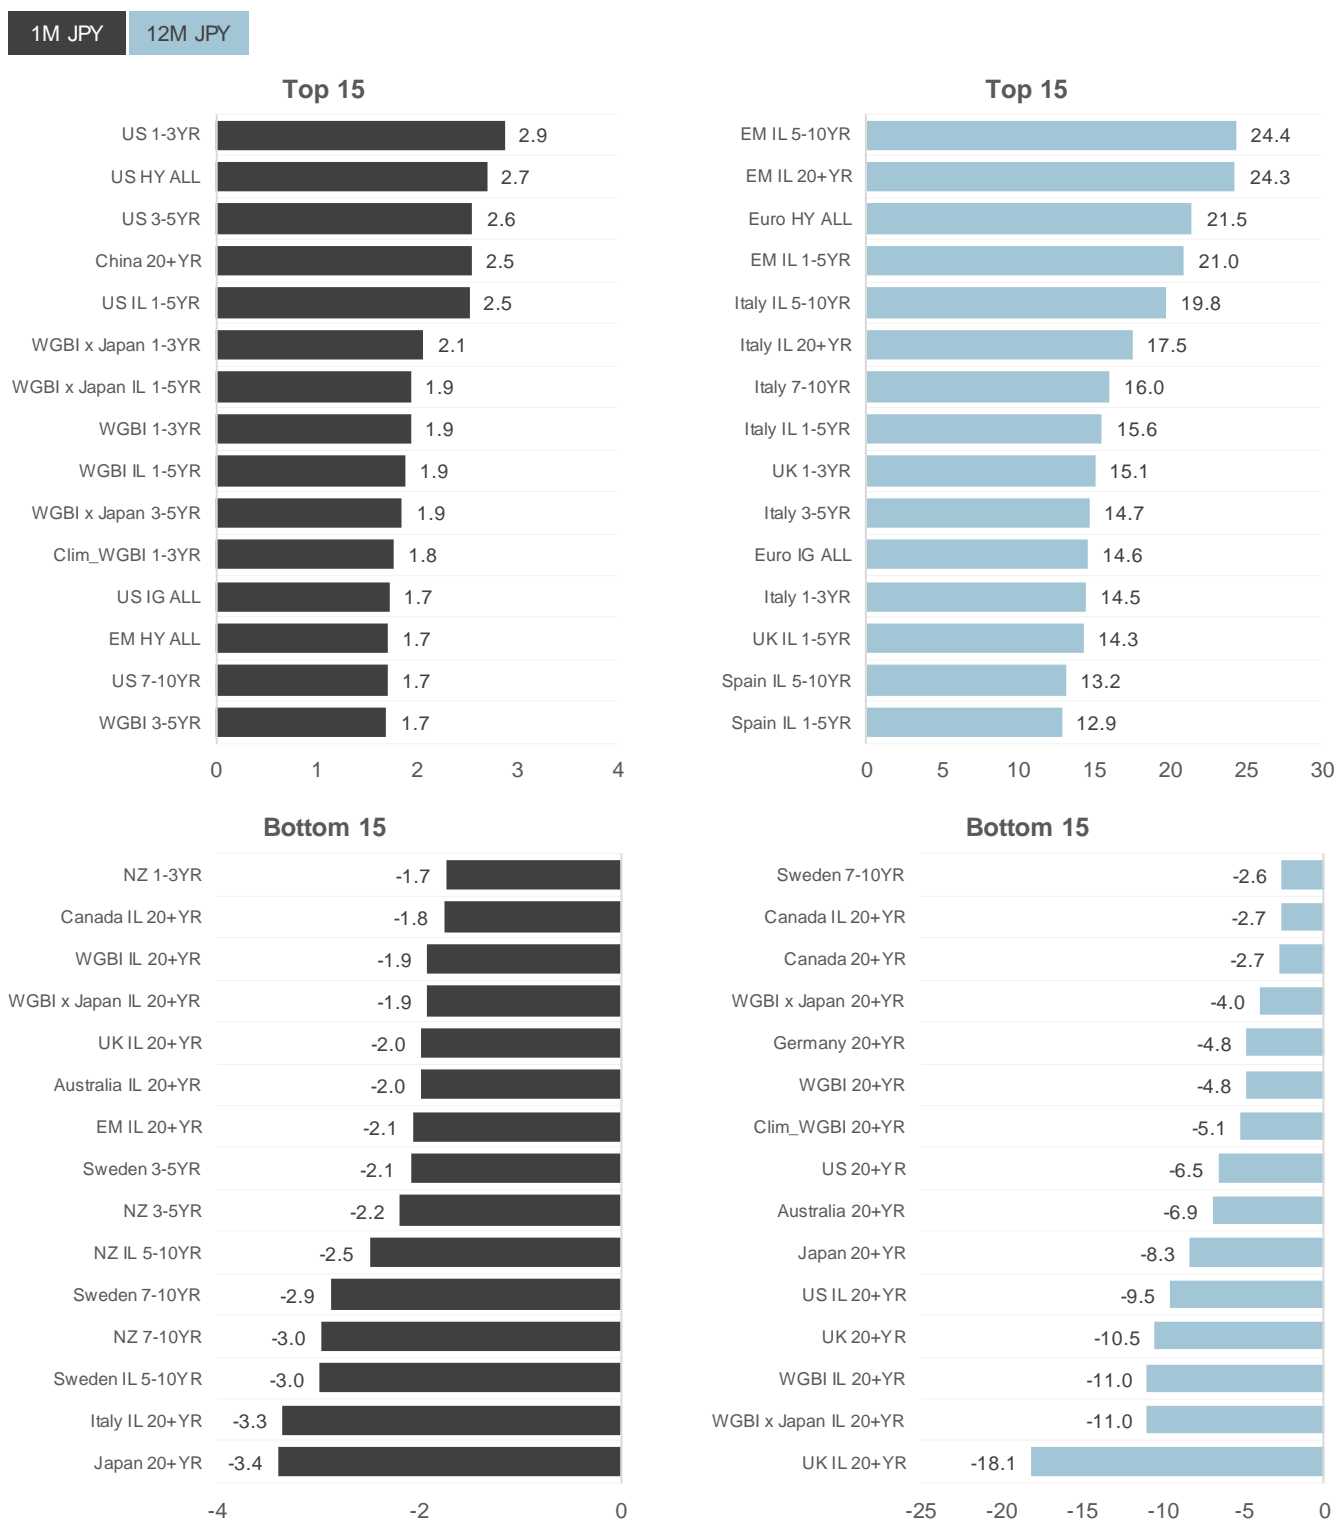 1M JPY 12M JPY
Top 15
US 1-3YR 2.9
US HY ALL 2.7
US 3-5YR 2.6
China 20+YR 2.5
US IL 1-5YR 2.5
WGBI x Japan 1-3YR 2.1
WGBI x Japan IL 1-5YR 1.9
WGBI 1-3YR 1.9
WGBI IL 1-5YR 1.9
WGBI x Japan 3-5YR 1.9
Clim_WGBI 1-3YR 1.8
US IG ALL 1.7
EM HY ALL 1.7
US 7-10YR 1.7
WGBI 3-5YR 1.7
0 1 2 3 4
Top 15
EM IL 5-10YR 24.4
EM IL 20+YR 24.3
Euro HY ALL 21.5
EM IL 1-5YR 21.0
Italy IL 5-10YR 19.8
Italy IL 20+YR 17.5
Italy 7-10YR 16.0
Italy IL 1-5YR 15.6
UK 1-3YR 15.1
Italy 3-5YR 14.7
Euro IG ALL 14.6
Italy 1-3YR 14.5
UK IL 1-5YR 14.3
Spain IL 5-10YR 13.2
Spain IL 1-5YR 12.9
0 5 10 15 20 25 30
Bottom 15
NZ 1-3YR -1.7
Canada IL 20+YR -1.8
WGBI IL 20+YR -1.9
WGBI x Japan IL 20+YR -1.9
UK IL 20+YR -2.0
Australia IL 20+YR -2.0
EM IL 20+YR -2.1
Sweden 3-5YR -2.1
NZ 3-5YR -2.2
NZ IL 5-10YR -2.5
Sweden 7-10YR -2.9
NZ 7-10YR -3.0
Sweden IL 5-10YR -3.0
Italy IL 20+YR -3.3
Japan 20+YR -3.4
-4 -2 0
Bottom 15
Sweden 7-10YR -2.6
Canada IL 20+YR -2.7
Canada 20+YR -2.7
WGBI x Japan 20+YR -4.0
Germany 20+YR -4.8
WGBI 20+YR -4.8
Clim_WGBI 20+YR -5.1
US 20+YR -6.5
Australia 20+YR -6.9
Japan 20+YR -8.3
US IL 20+YR -9.5
UK 20+YR -10.5
WGBI IL 20+YR -11.0
WGBI x Japan IL 20+YR -11.0
UK IL 20+YR -18.1
-25 -20 -15 -10 -5 0